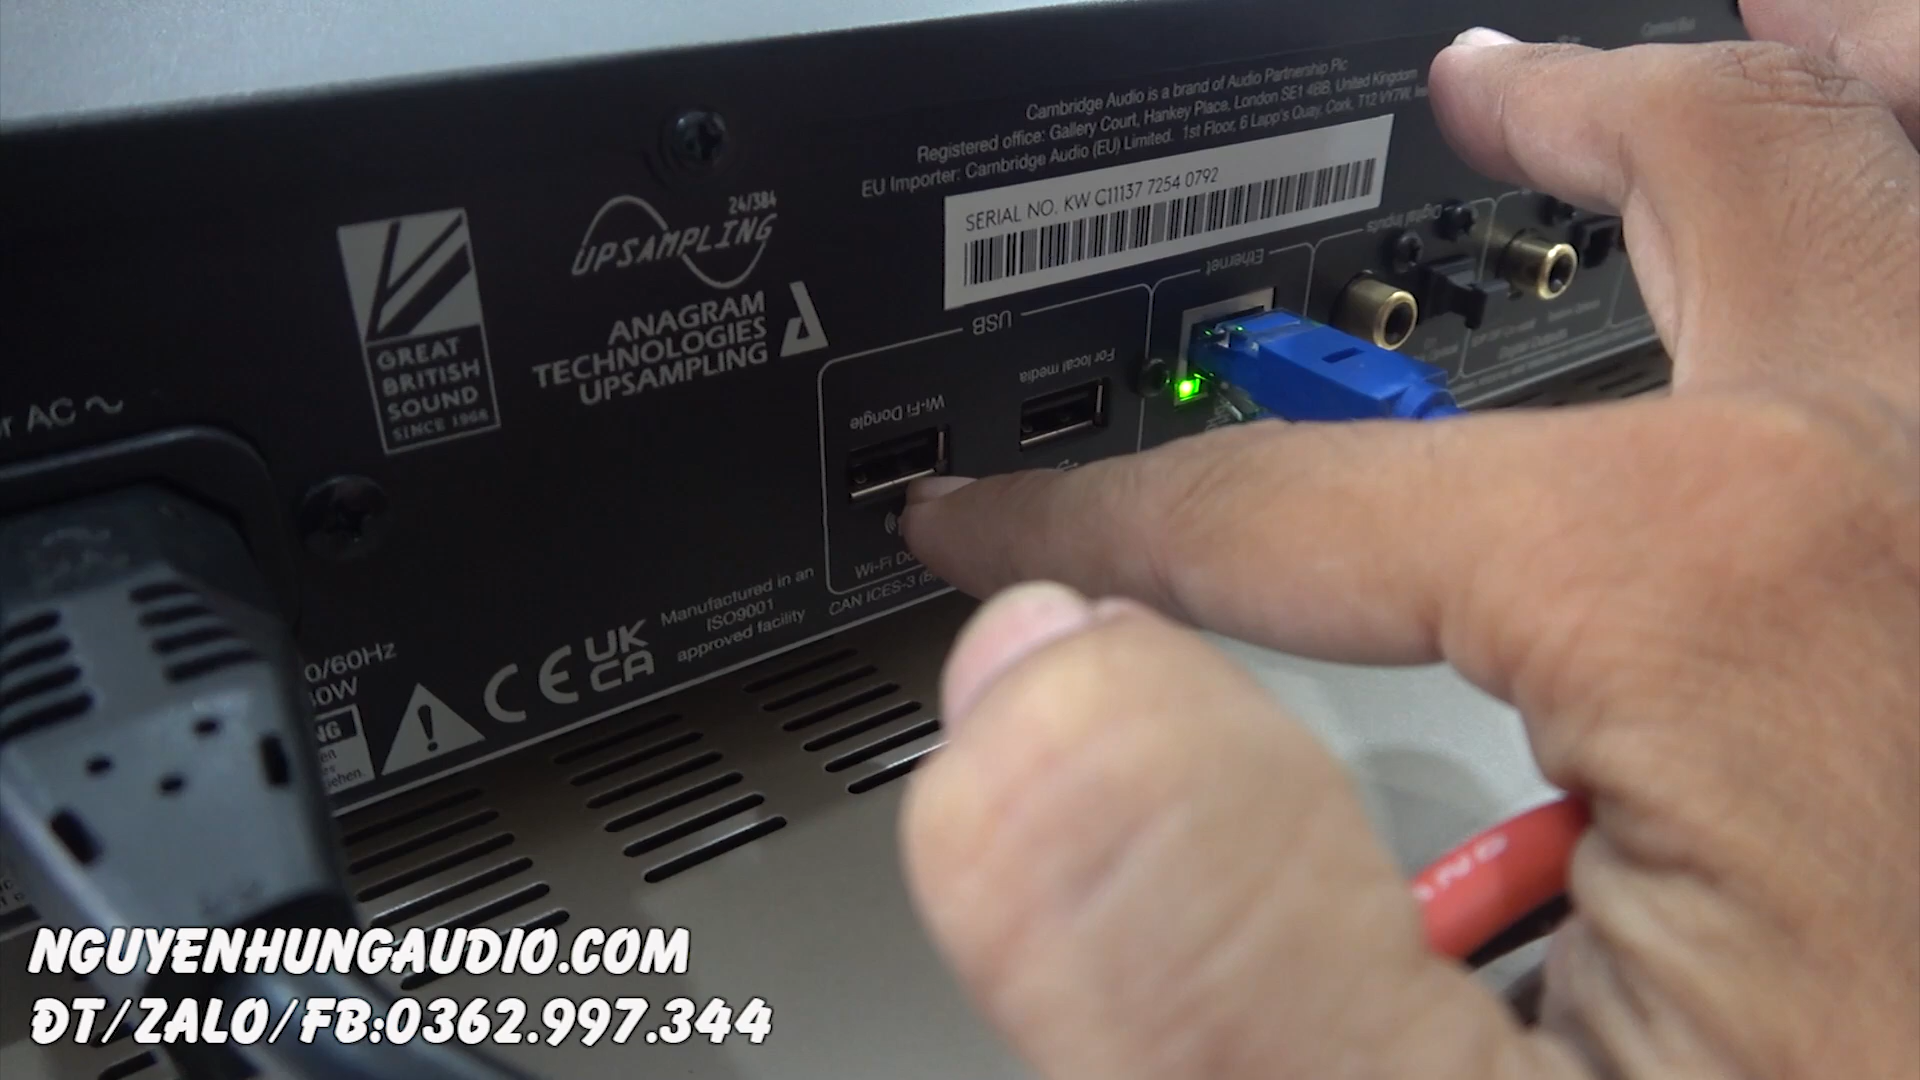 Cambridge Audio is a brand of Audio Partnership Plc
Registered office: Gallery Court, Hankey Place, London SE1 4BB, United Kingdom
EU Importer: Cambridge Audio (EU) Limited. 1st Floor, 6 Lapp's Quay, Cork, T12 VY7W,
SERIAL NO. KW C11137 7254 0792
24/384
UPSAMPLING
ANAGRAM
TECHNOLOGIES
UPSAMPLING
GREAT
BRITISH
SOUND
SINCE 1968
AC
Digital Inputs
Ethernet
USB
For local media
Wi-Fi Dongle
Wi-Fi
CAN ICES-3 (B)
Manufactured in an
ISO9001
approved facility
CE UK
CA
0/60Hz
NGUYENHUNGAUDIO.COM
ĐT/ZALO/FB:0362.997.344